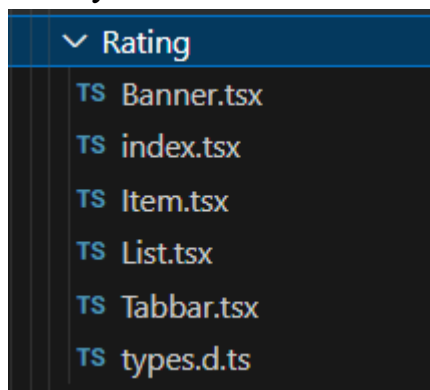 Rating
TS Banner.tsx
TS index.tsx
TS Item.tsx
TS List.tsx
TS Tabbar.tsx
TS types.d.ts